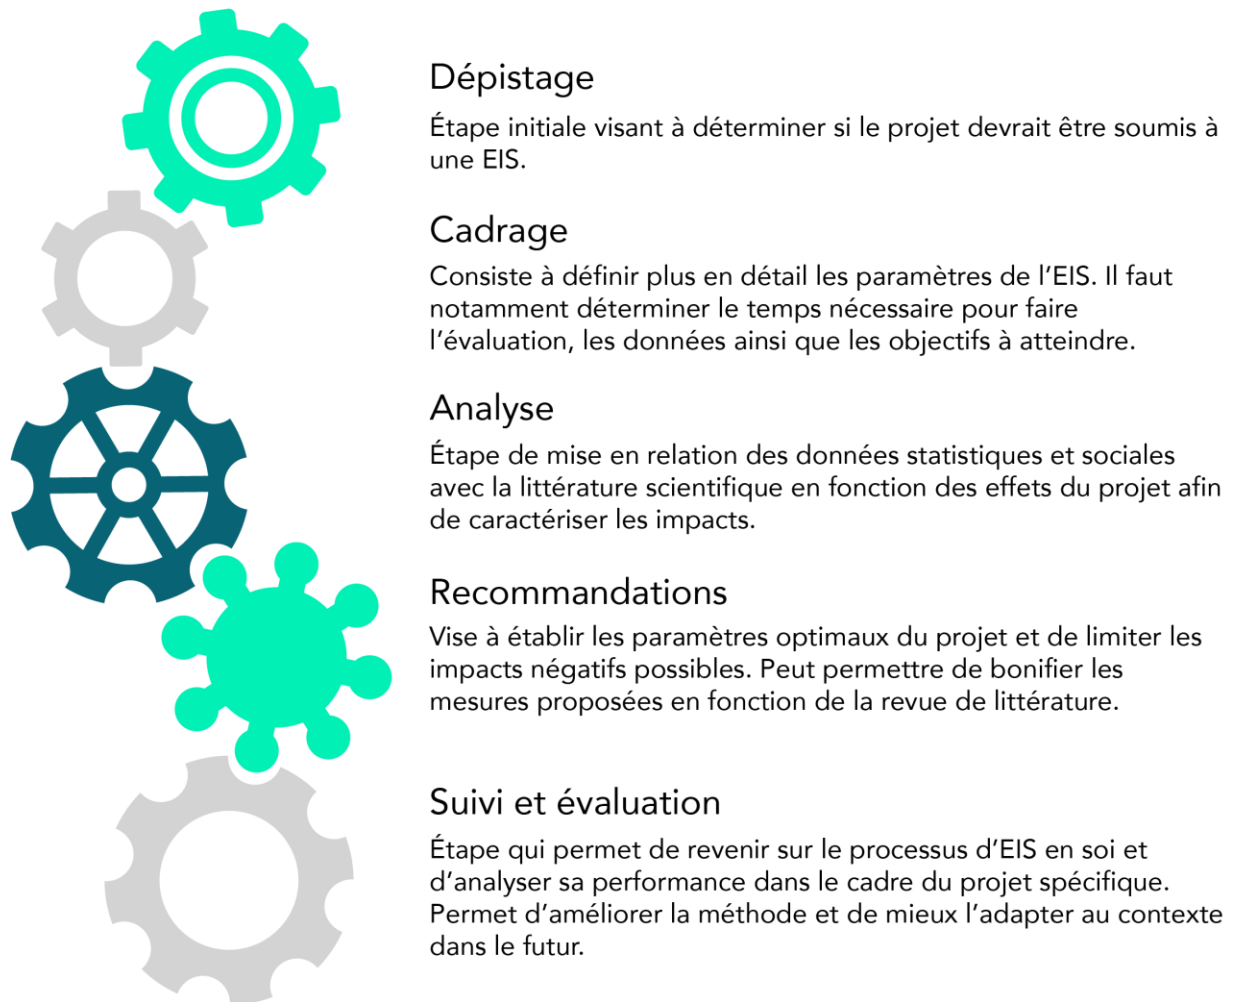 Dépistage
Étape initiale visant à déterminer si le projet devrait être soumis à
une EIS.
Cadrage
Consiste à définir plus en détail les paramètres de l’EIS. Il faut
notamment déterminer le temps nécessaire pour faire
l’évaluation, les données ainsi que les objectifs à atteindre.
Analyse
Étape de mise en relation des données statistiques et sociales
avec la littérature scientifique en fonction des effets du projet afin
de caractériser les impacts.
Recommandations
Vise à établir les paramètres optimaux du projet et de limiter les
impacts négatifs possibles. Peut permettre de bonifier les
mesures proposées en fonction de la revue de littérature.
Suivi et évaluation
Étape qui permet de revenir sur le processus d’EIS en soi et
d’analyser sa performance dans le cadre du projet spécifique.
Permet d’améliorer la méthode et de mieux l’adapter au contexte
dans le futur.